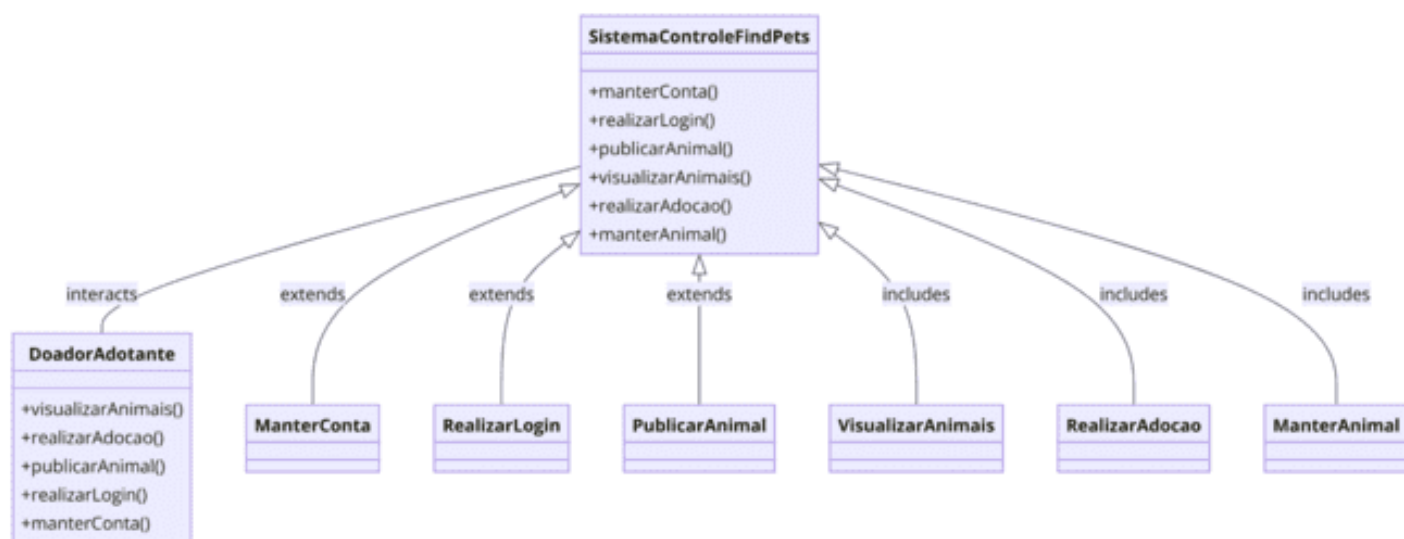 SistemaControleFindPets
+manterConta()
+realizarLogin()
+publicarAnimal()
+visualizarAnimais()
+realizarAdocao()
+manterAnimal()
interacts
extends
extends
extends
includes
includes
includes
DoadorAdotante
+visualizarAnimais()
+realizarAdocao()
+publicarAnimal()
+realizarLogin()
+manterConta()
ManterConta
RealizarLogin
PublicarAnimal
VisualizarAnimais
RealizarAdocao
ManterAnimal